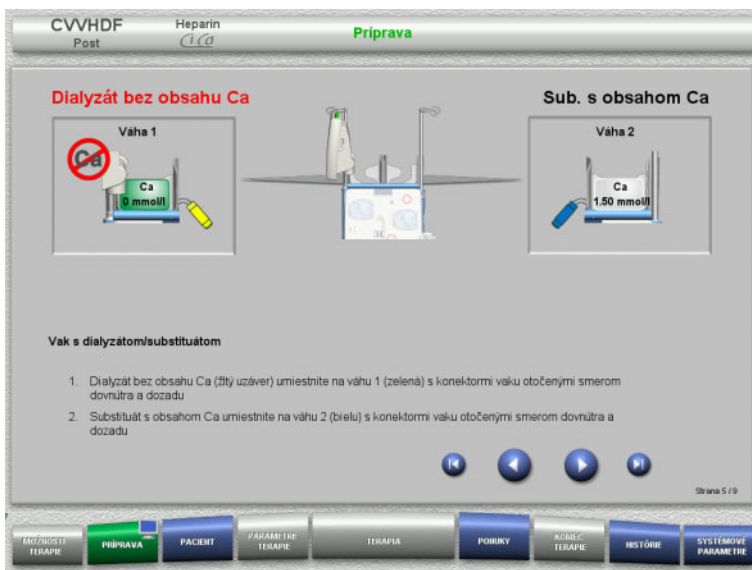 CVVHDF
Post
Heparin
Ci Ca
Príprava
Dialyzát bez obsahu Ca
Sub. s obsahom Ca
Váha 1
Ca
Ca
0 mmol/l
Váha 2
Ca
1.50 mmol/l
Vak s dialyzátom/substituátom
1. Dialyzát bez obsahu Ca (žltý uzáver) umiestnite na váhu 1 (zelená) s konektormi vaku otočenými smerom
dovnútra a dozadu
2. Substituát s obsahom Ca umiestnite na váhu 2 (bielu) s konektormi vaku otočenými smerom dovnútra a
dozadu
Strana 5 / 9
MOŽNOSTI
TERAPIE
PRÍPRAVA
PACIENT
PARAMETRE
TERAPIE
TERAPIA
PONUKY
KONIEC
TERAPIE
HISTÓRIE
SYSTÉMOVÉ
PARAMETRE